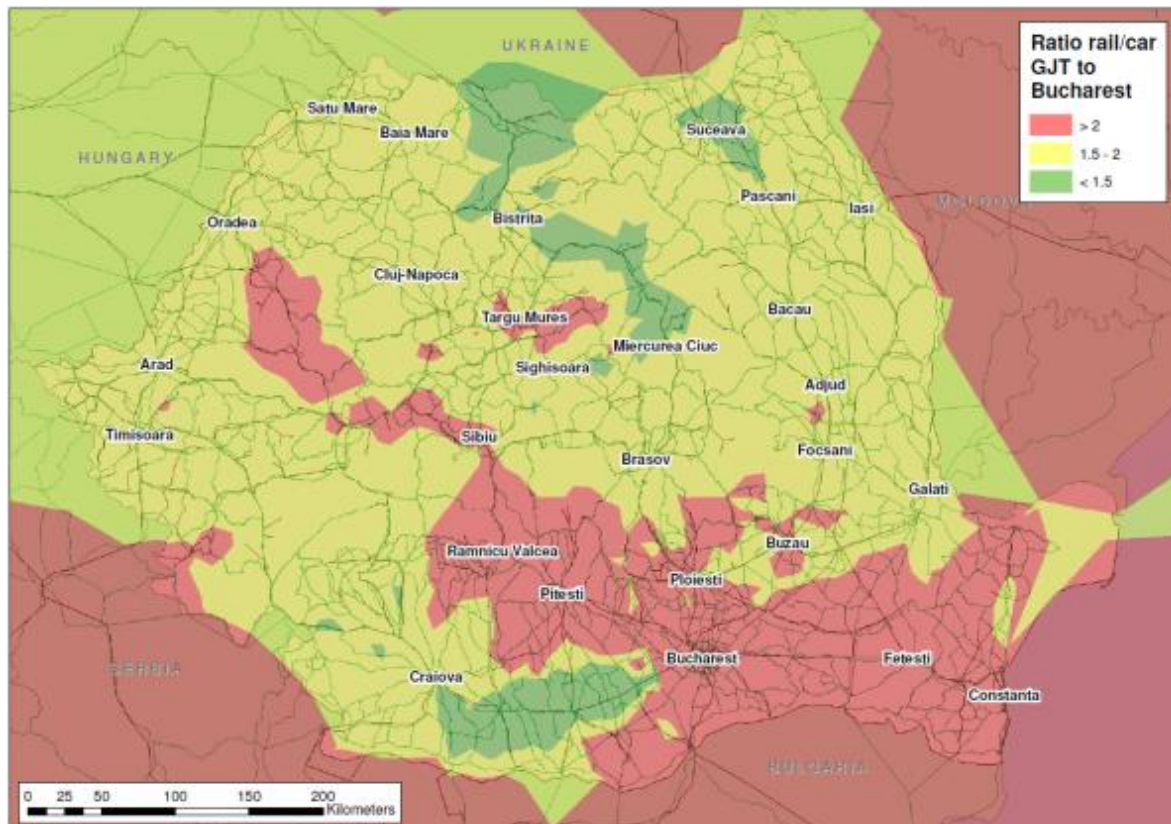 UKRAINE
Ratio rail/car
GJT to
Bucharest
> 2
1.5 - 2
< 1.5
Satu Mare
Baia Mare
Suceava
HUNGARY
Pascani
Iasi
Oradea
Bistrita
Cluj-Napoca
Bacau
Targu Mures
Miercurea Ciuc
Arad
Sighisoara
Adjud
Timisoara
Sibiu
Brasov
Focsani
Galati
Ramnicu Valcea
Buzau
Ploiesti
Pitesti
Bucharest
Fetesti
SERBIA
Craiova
Constanta
BULGARIA
0 25 50 100 150 200
Kilometers